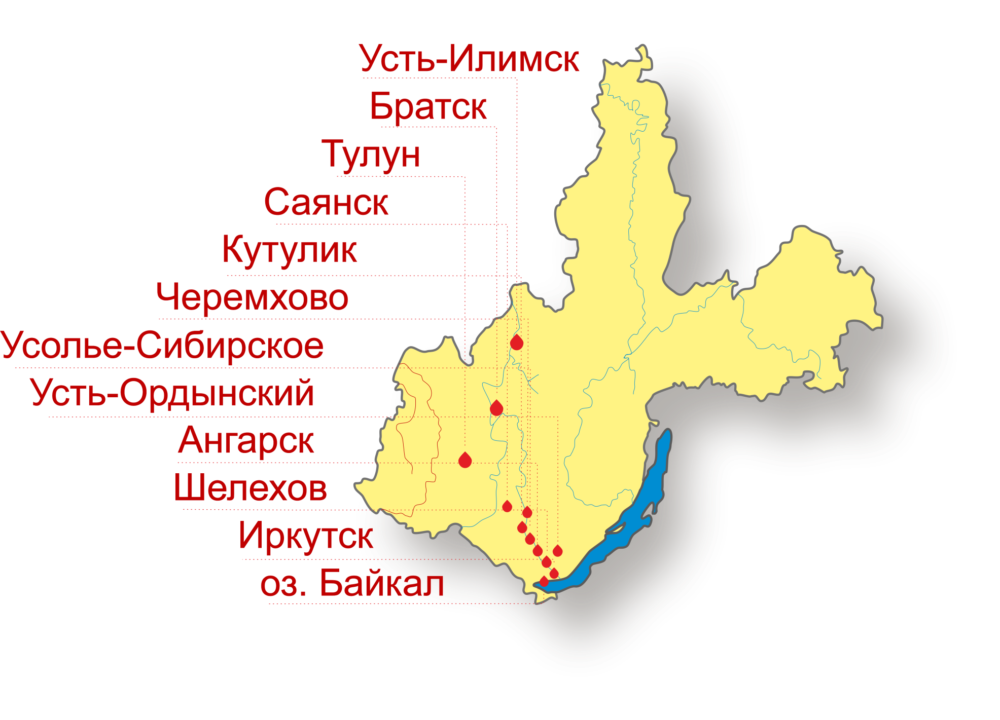 Усть-Илимск
Братск
Тулун
Саянск
Кутулик
Черемхово
Усолье-Сибирское
Усть-Ордынский
Ангарск
Шелехов
Иркутск
оз. Байкал